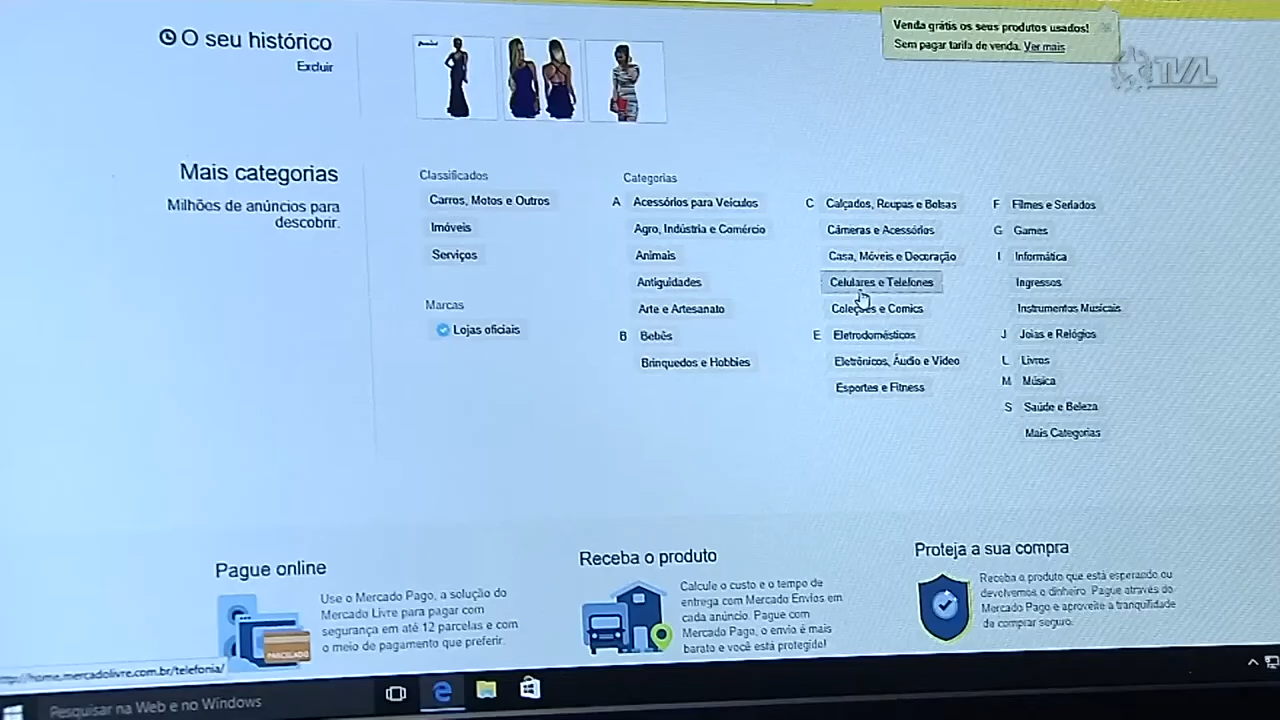 O seu histórico
Excluir
Venda grátis os seus produtos usados!
Sem pagar tarifa de venda. Ver mais
TVAL
Mais categorias
Milhões de anúncios para
descobrir.
Classificados
Carros, Motos e Outros
Imóveis
Serviços
Marcas
Lojas oficiais
Categorias
A Acessórios para Veículos
Agro, Indústria e Comércio
Animais
Antiguidades
Arte e Artesanato
B Bebês
Brinquedos e Hobbies
C Calçados, Roupas e Bolsas
Câmeras e Acessórios
Casa, Móveis e Decoração
Celulares e Telefones
Coleções e Comics
E Eletrodomésticos
Eletrônicos, Áudio e Vídeo
Esportes e Fitness
F Filmes e Seriados
G Games
I Informática
Ingressos
Instrumentos Musicais
J Joias e Relógios
L Livros
M Música
S Saúde e Beleza
Mais Categorias
Pague online
Use o Mercado Pago, a solução do
Mercado Livre para pagar com
segurança em até 12 parcelas e com
o meio de pagamento que preferir.
PARCELADO
Receba o produto
Calcule o custo e o tempo de
entrega com Mercado Envios em
cada anúncio. Pague com
Mercado Pago, o envio é mais
barato e você está protegido!
Proteja a sua compra
Receba o produto que está esperando ou
devolvemos o dinheiro. Pague através do
Mercado Pago e aproveite a tranquilidade
de comprar seguro.
http://home.mercadolivre.com.br/telefonia/
Pesquisar na Web e no Windows